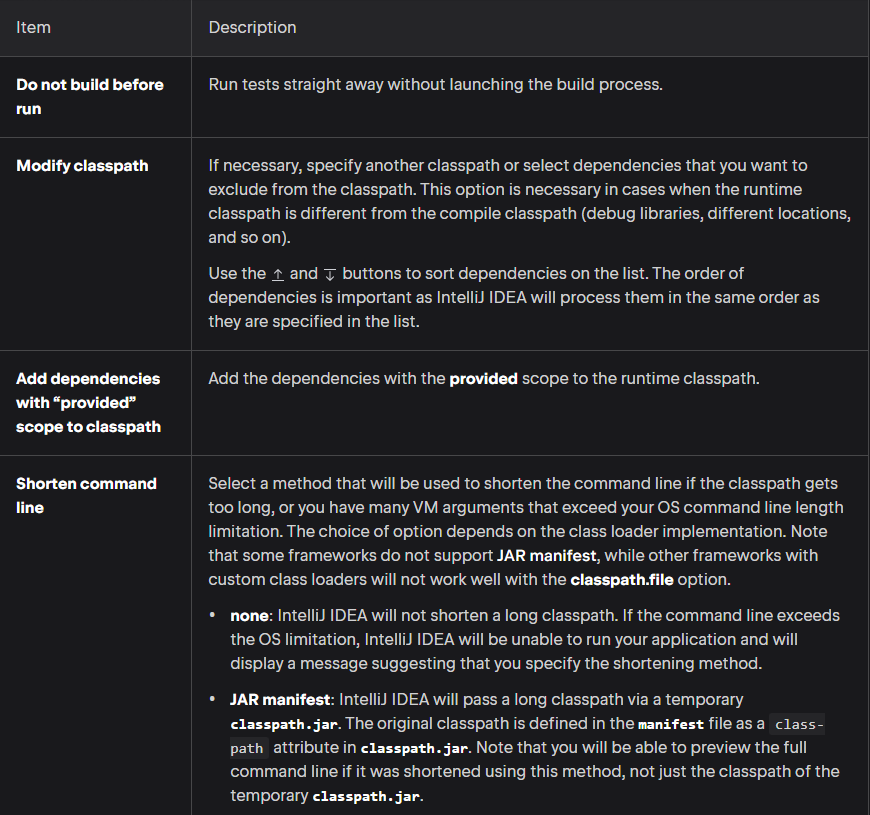 Item
Description
Do not build before
run
Run tests straight away without launching the build process.
Modify classpath
If necessary, specify another classpath or select dependencies that you want to
exclude from the classpath. This option is necessary in cases when the runtime
classpath is different from the compile classpath (debug libraries, different locations,
and so on).
Use the ↑ and ↓ buttons to sort dependencies on the list. The order of
dependencies is important as IntelliJ IDEA will process them in the same order as
they are specified in the list.
Add dependencies
with “provided”
scope to classpath
Add the dependencies with the provided scope to the runtime classpath.
Shorten command
line
Select a method that will be used to shorten the command line if the classpath gets
too long, or you have many VM arguments that exceed your OS command line length
limitation. The choice of option depends on the class loader implementation. Note
that some frameworks do not support JAR manifest, while other frameworks with
custom class loaders will not work well with the classpath.file option.
• none: IntelliJ IDEA will not shorten a long classpath. If the command line exceeds
the OS limitation, IntelliJ IDEA will be unable to run your application and will
display a message suggesting that you specify the shortening method.
• JAR manifest: IntelliJ IDEA will pass a long classpath via a temporary
classpath.jar. The original classpath is defined in the manifest file as a class-
path attribute in classpath.jar. Note that you will be able to preview the full
command line if it was shortened using this method, not just the classpath of the
temporary classpath.jar.